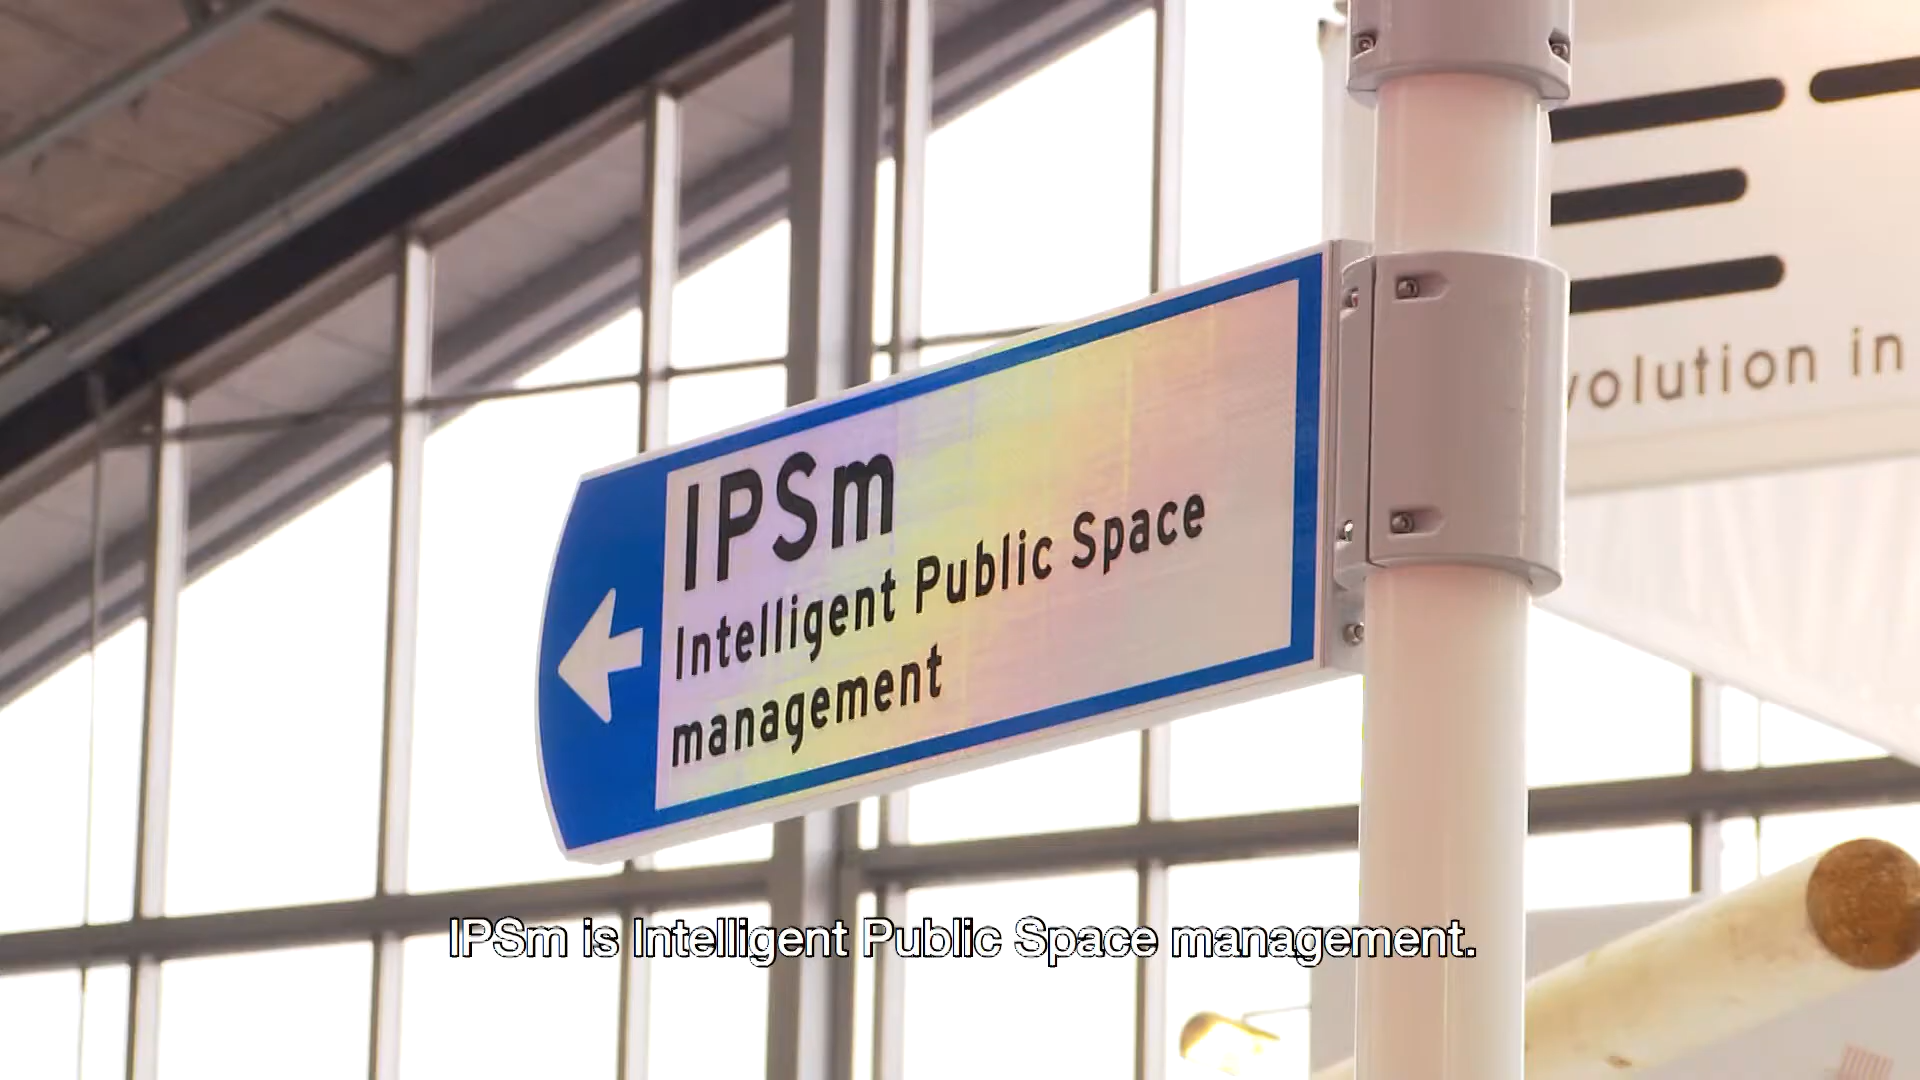 IPSm
Intelligent Public Space
management
volution in
IPSm is Intelligent Public Space management.